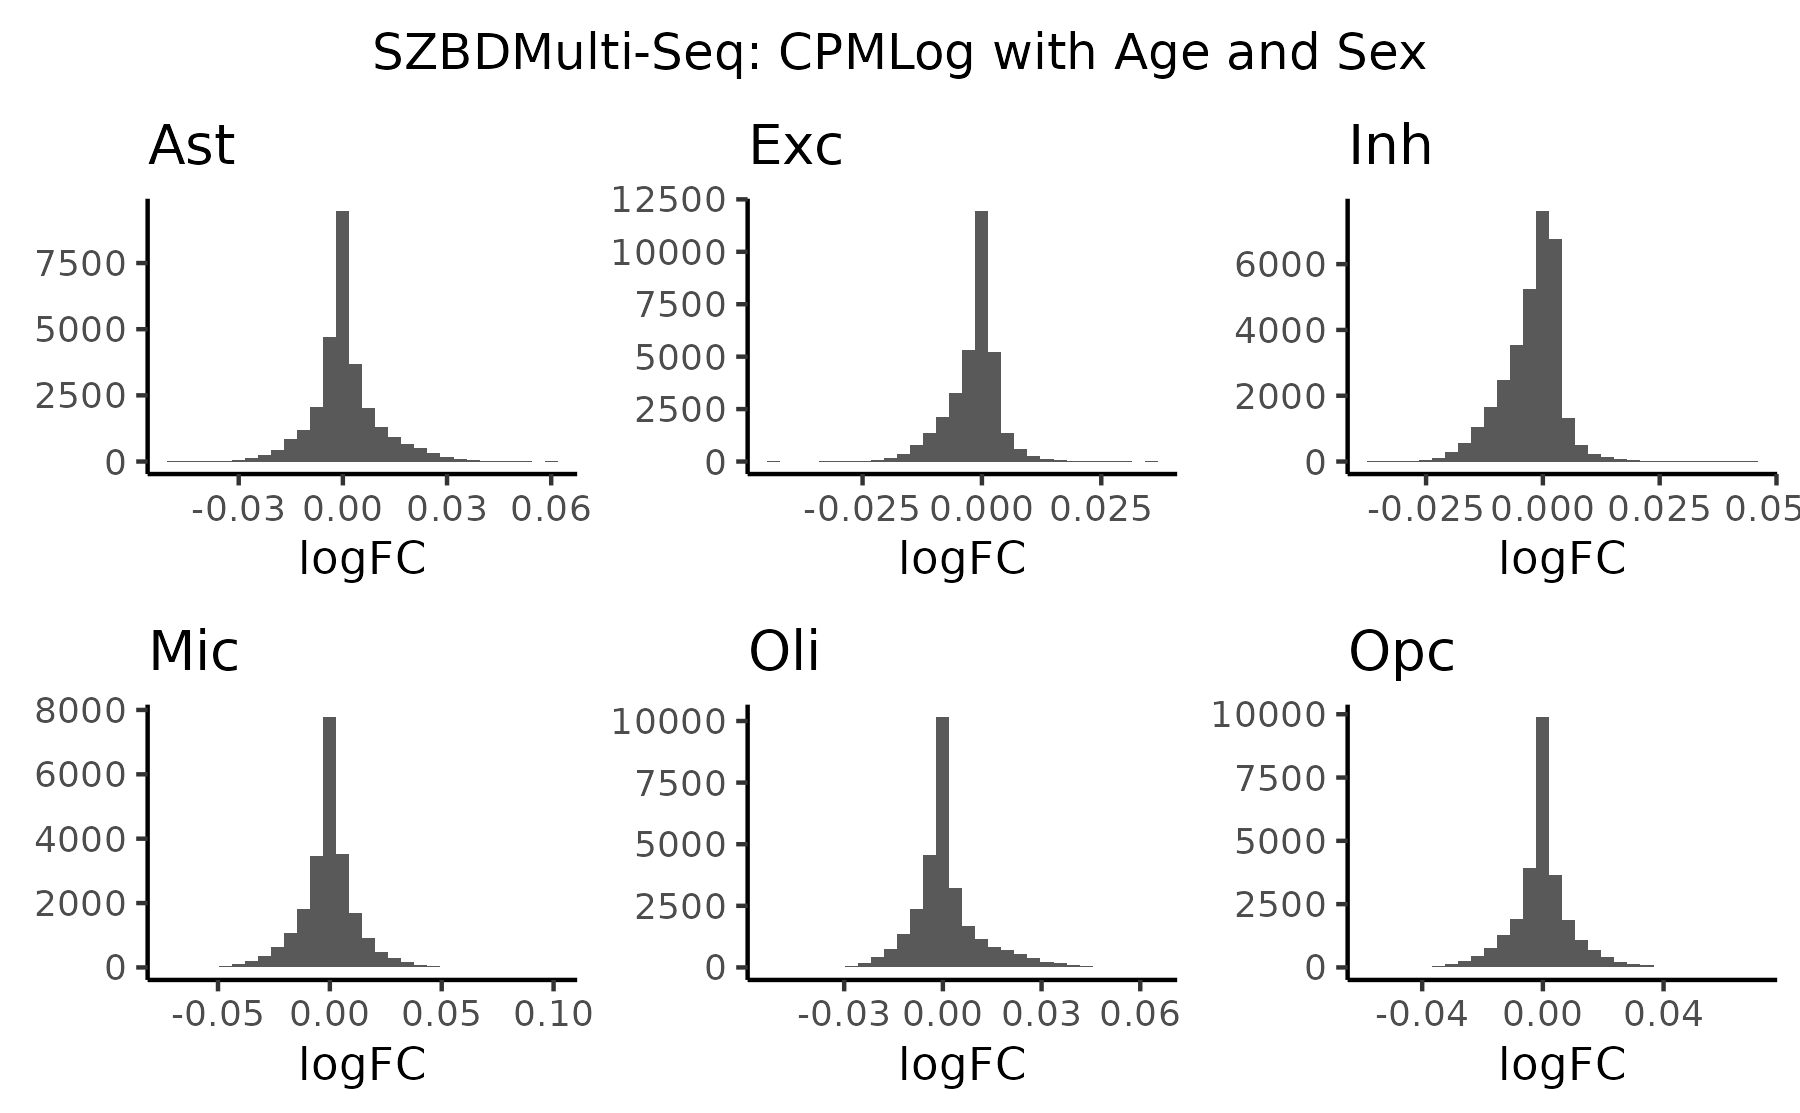 SZBDMulti-Seq: CPMLog with Age and Sex
Ast
7500
5000
2500
0
-0.03 0.00 0.03 0.06
logFC
Exc
12500
10000
7500
5000
2500
0
-0.025 0.000 0.025
logFC
Inh
6000
4000
2000
0
-0.025 0.000 0.025 0.05
logFC
Mic
8000
6000
4000
2000
0
-0.05 0.00 0.05 0.10
logFC
Oli
10000
7500
5000
2500
0
-0.03 0.00 0.03 0.06
logFC
Opc
10000
7500
5000
2500
0
-0.04 0.00 0.04
logFC